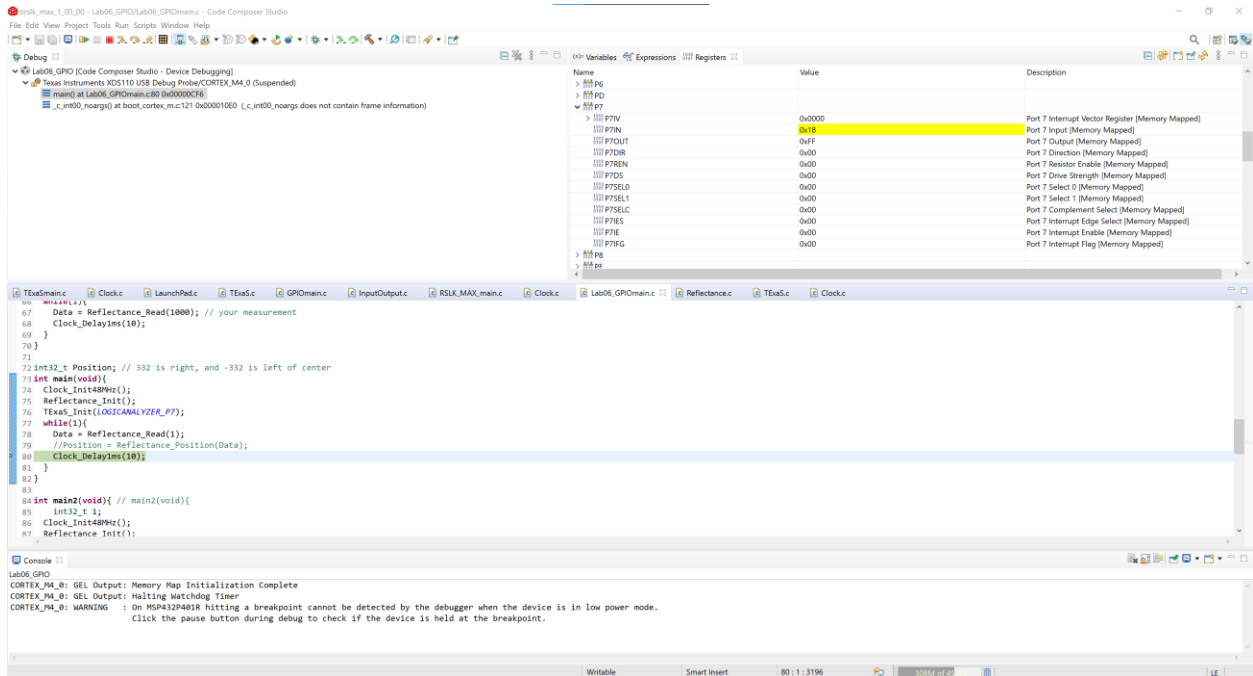 tirslk_max_1_00_00 - Lab06_GPIO/Lab06_GPIOmain.c - Code Composer Studio
File Edit View Project Tools Run Scripts Window Help
Debug
Lab06_GPIO [Code Composer Studio - Device Debugging]
Texas Instruments XDS110 USB Debug Probe/CORTEX_M4_0 (Suspended)
main() at Lab06_GPIOmain.c:80 0x00000CF6
_c_int00_noargs() at boot_cortex_m.c:121 0x000010E0 (_c_int00_noargs does not contain frame information)
(x)= Variables Expressions Registers
Name Value Description
P6
PD
P7
P7IV 0x0000 Port 7 Interrupt Vector Register [Memory Mapped]
P7IN 0x18 Port 7 Input [Memory Mapped]
P7OUT 0xFF Port 7 Output [Memory Mapped]
P7DIR 0x00 Port 7 Direction [Memory Mapped]
P7REN 0x00 Port 7 Resistor Enable [Memory Mapped]
P7DS 0x00 Port 7 Drive Strength [Memory Mapped]
P7SEL0 0x00 Port 7 Select 0 [Memory Mapped]
P7SEL1 0x00 Port 7 Select 1 [Memory Mapped]
P7SELC 0x00 Port 7 Complement Select [Memory Mapped]
P7IES 0x00 Port 7 Interrupt Edge Select [Memory Mapped]
P7IE 0x00 Port 7 Interrupt Enable [Memory Mapped]
P7IFG 0x00 Port 7 Interrupt Flag [Memory Mapped]
P8
PE
TExaSmain.c Clock.c LaunchPad.c TExaS.c GPIOmain.c InputOutput.c RSLK_MAX_main.c Clock.c Lab06_GPIOmain.c Reflectance.c TExaS.c Clock.c
66 while(1){
67 Data = Reflectance_Read(1000); // your measurement
68 Clock_Delay1ms(10);
69 }
70 }
71
72 int32_t Position; // 332 is right, and -332 is left of center
73 int main(void){
74 Clock_Init48MHz();
75 Reflectance_Init();
76 TExaS_Init(LOGICANALYZER_P7);
77 while(1){
78 Data = Reflectance_Read(1);
79 //Position = Reflectance_Position(Data);
80 Clock_Delay1ms(10);
81 }
82 }
83
84 int main2(void){ // main2(void){
85 int32_t i;
86 Clock_Init48MHz();
87 Reflectance_Init();
Console
Lab06_GPIO
CORTEX_M4_0: GEL Output: Memory Map Initialization Complete
CORTEX_M4_0: GEL Output: Halting Watchdog Timer
CORTEX_M4_0: WARNING : On MSP432P401R hitting a breakpoint cannot be detected by the debugger when the device is in low power mode.
Click the pause button during debug to check if the device is held at the breakpoint.
Writable Smart Insert 80 : 1 : 3196 LE